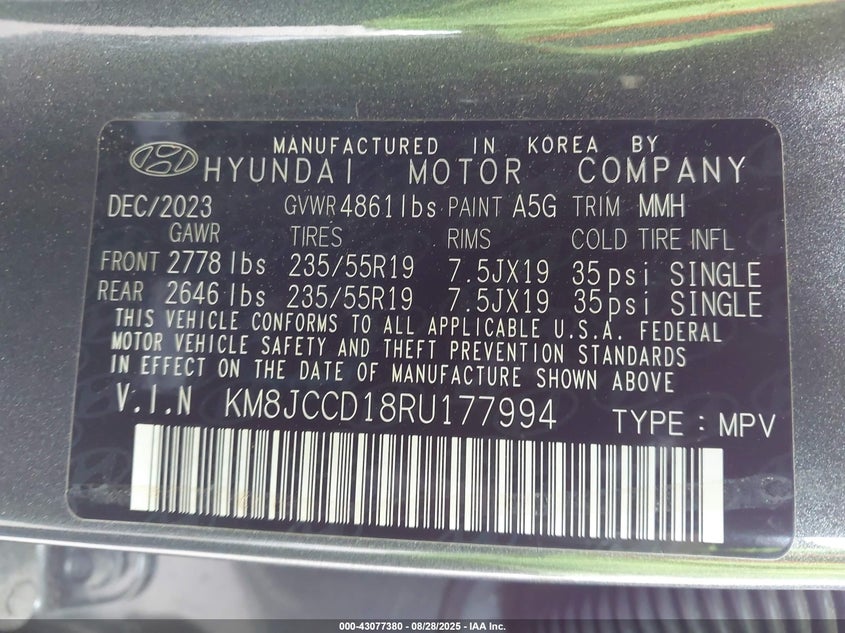 MANUFACTURED IN KOREA BY
HYUNDAI MOTOR COMPANY
DEC/2023 GVWR 4861lbs PAINT A5G TRIM MMH
GAWR TIRES RIMS COLD TIRE INFL
FRONT 2778 lbs 235/55R19 7.5JX19 35psi SINGLE
REAR 2646 lbs 235/55R19 7.5JX19 35psi SINGLE
THIS VEHICLE CONFORMS TO ALL APPLICABLE U.S.A. FEDERAL
MOTOR VEHICLE SAFETY AND THEFT PREVENTION STANDARDS
IN EFFECT ON THE DATE OF MANUFACTURE SHOWN ABOVE.
V.I.N KM8JCCD18RU177994 TYPE : MPV
000-43077380 - 08/28/2025 - IAA Inc.